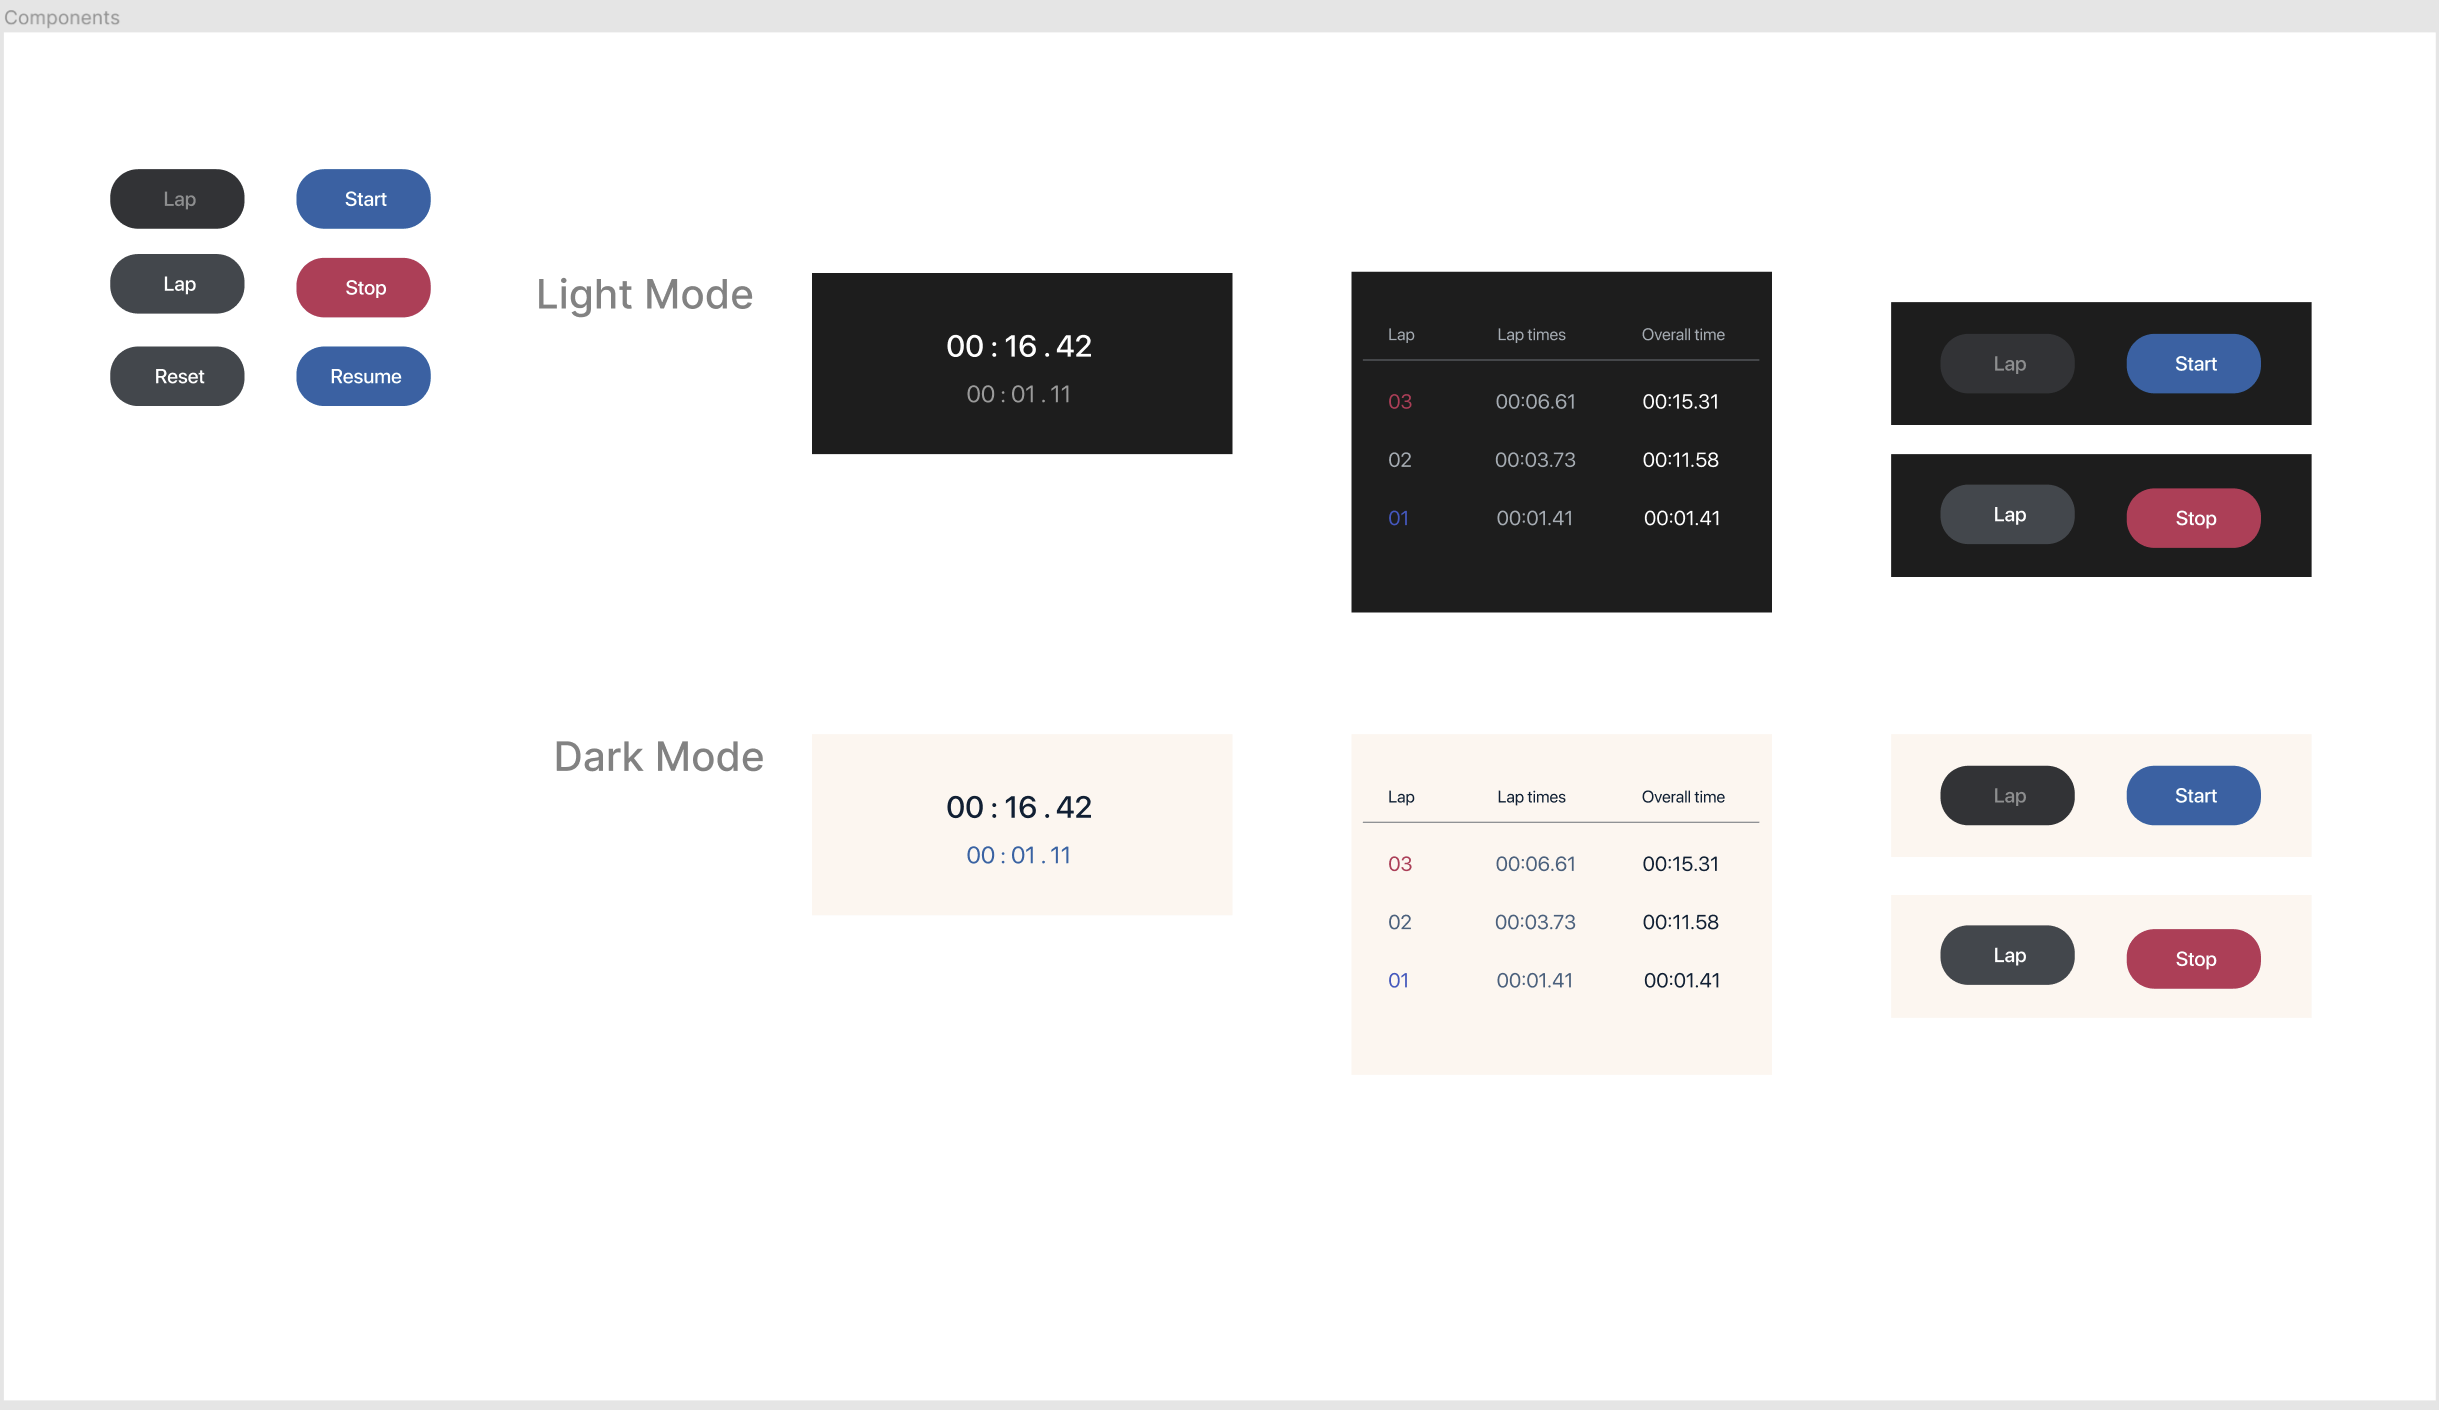 Components
Lap
Start
Lap
Stop
Reset
Resume
Light Mode
00 : 16 . 42
00 : 01 . 11
Lap Lap times Overall time
03 00:06.61 00:15.31
02 00:03.73 00:11.58
01 00:01.41 00:01.41
Lap Start
Lap Stop
Dark Mode
00 : 16 . 42
00 : 01 . 11
Lap Lap times Overall time
03 00:06.61 00:15.31
02 00:03.73 00:11.58
01 00:01.41 00:01.41
Lap Start
Lap Stop